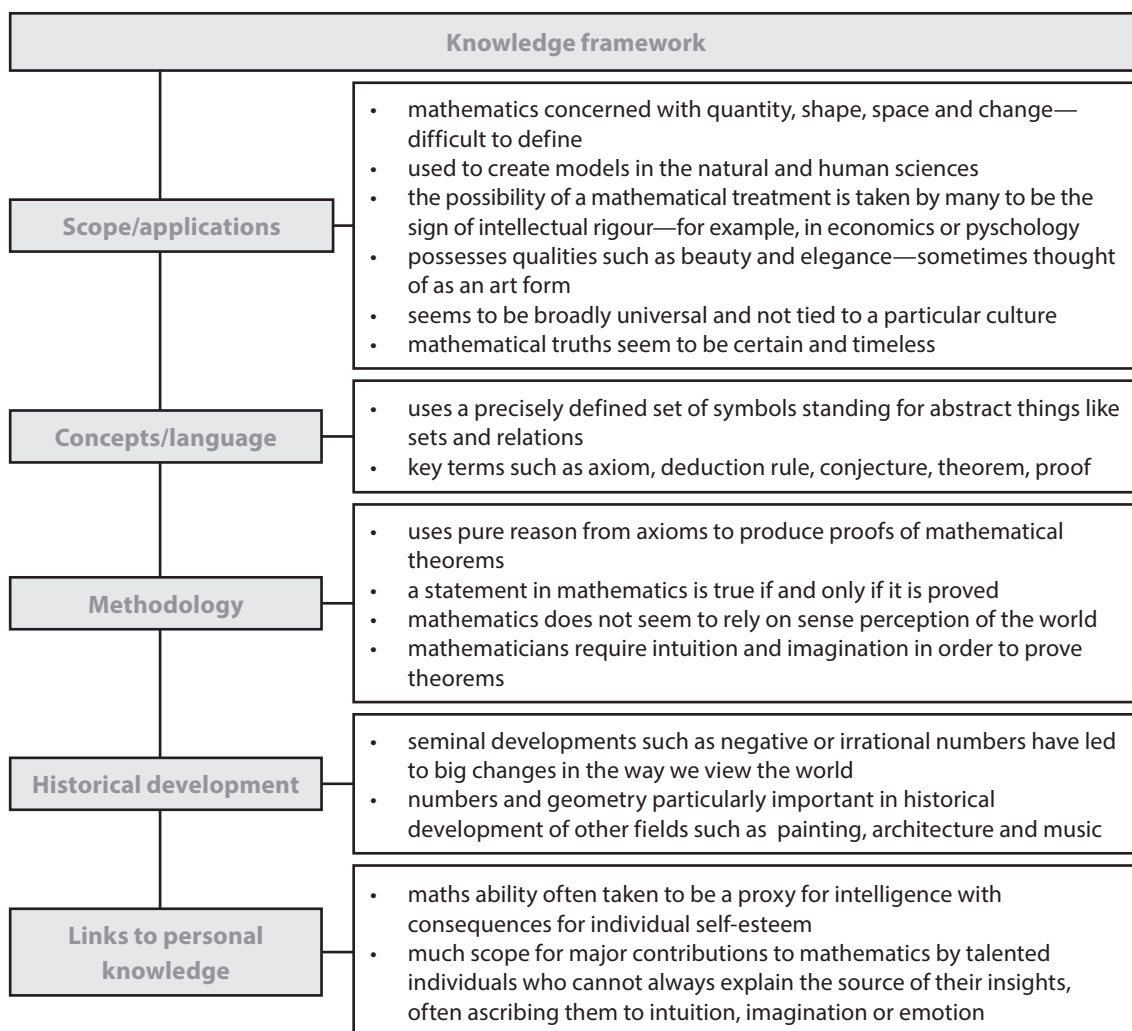 Knowledge framework
Scope/applications
• mathematics concerned with quantity, shape, space and change—
difficult to define
• used to create models in the natural and human sciences
• the possibility of a mathematical treatment is taken by many to be the
sign of intellectual rigour—for example, in economics or pyschology
• possesses qualities such as beauty and elegance—sometimes thought
of as an art form
• seems to be broadly universal and not tied to a particular culture
• mathematical truths seem to be certain and timeless
Concepts/language
• uses a precisely defined set of symbols standing for abstract things like
sets and relations
• key terms such as axiom, deduction rule, conjecture, theorem, proof
Methodology
• uses pure reason from axioms to produce proofs of mathematical
theorems
• a statement in mathematics is true if and only if it is proved
• mathematics does not seem to rely on sense perception of the world
• mathematicians require intuition and imagination in order to prove
theorems
Historical development
• seminal developments such as negative or irrational numbers have led
to big changes in the way we view the world
• numbers and geometry particularly important in historical
development of other fields such as painting, architecture and music
Links to personal
knowledge
• maths ability often taken to be a proxy for intelligence with
consequences for individual self-esteem
• much scope for major contributions to mathematics by talented
individuals who cannot always explain the source of their insights,
often ascribing them to intuition, imagination or emotion